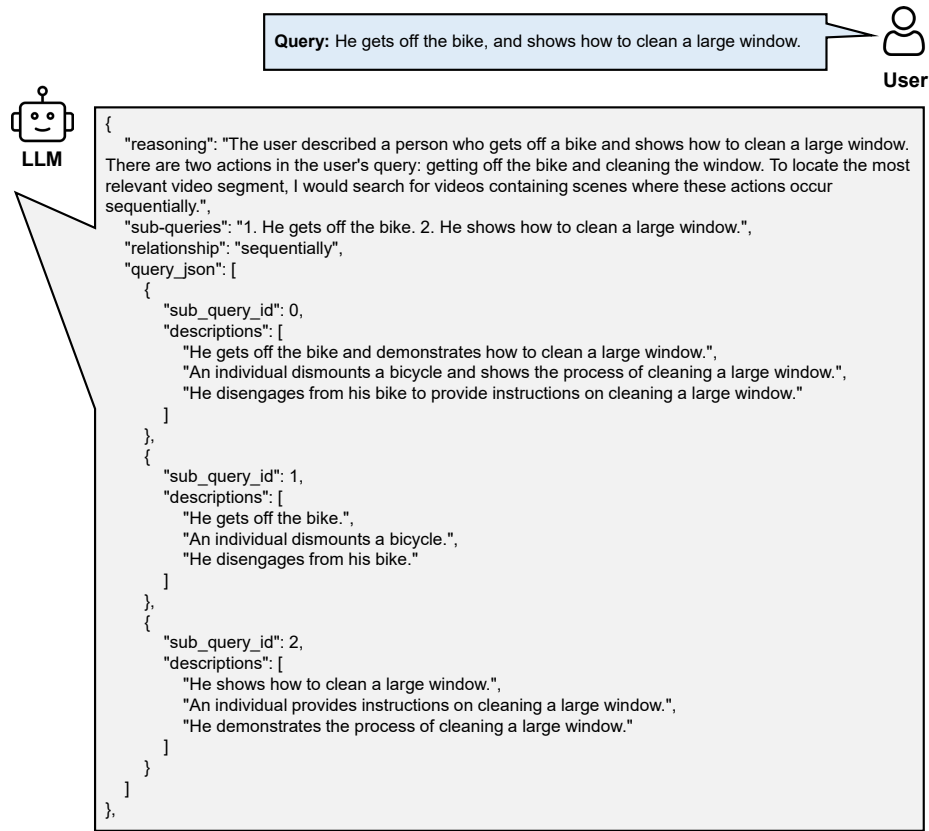 Query: He gets off the bike, and shows how to clean a large window.
User
LLM
{
"reasoning": "The user described a person who gets off a bike and shows how to clean a large window.
There are two actions in the user's query: getting off the bike and cleaning the window. To locate the most
relevant video segment, I would search for videos containing scenes where these actions occur
sequentially.",
"sub-queries": "1. He gets off the bike. 2. He shows how to clean a large window.",
"relationship": "sequentially",
"query_json": [
{
"sub_query_id": 0,
"descriptions": [
"He gets off the bike and demonstrates how to clean a large window.",
"An individual dismounts a bicycle and shows the process of cleaning a large window.",
"He disengages from his bike to provide instructions on cleaning a large window."
]
},
{
"sub_query_id": 1,
"descriptions": [
"He gets off the bike.",
"An individual dismounts a bicycle.",
"He disengages from his bike."
]
},
{
"sub_query_id": 2,
"descriptions": [
"He shows how to clean a large window.",
"An individual provides instructions on cleaning a large window.",
"He demonstrates the process of cleaning a large window."
]
}
]
},